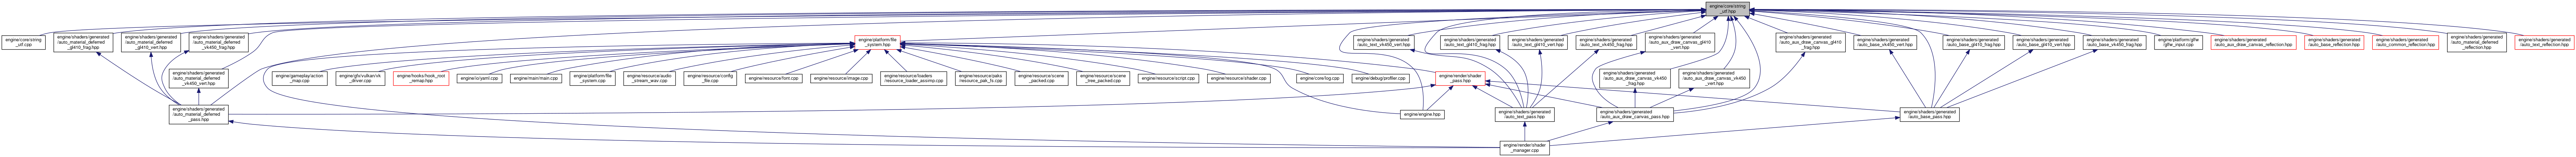 engine/core/string
_utf.hpp
engine/core/string
_utf.cpp
engine/shaders/generated
/auto_material_deferred
_gl410_frag.hpp
engine/shaders/generated
/auto_material_deferred
_gl410_vert.hpp
engine/shaders/generated
/auto_material_deferred
_vk450_frag.hpp
engine/platform/file
_system.hpp
engine/shaders/generated
/auto_text_vk450_vert.hpp
engine/shaders/generated
/auto_text_gl410_frag.hpp
engine/shaders/generated
/auto_text_gl410_vert.hpp
engine/shaders/generated
/auto_text_vk450_frag.hpp
engine/shaders/generated
/auto_aux_draw_canvas_gl410
_vert.hpp
engine/shaders/generated
/auto_aux_draw_canvas_gl410
_frag.hpp
engine/shaders/generated
/auto_base_vk450_vert.hpp
engine/shaders/generated
/auto_base_gl410_frag.hpp
engine/shaders/generated
/auto_base_gl410_vert.hpp
engine/shaders/generated
/auto_base_vk450_frag.hpp
engine/platform/glfw
/glfw_input.cpp
engine/shaders/generated
/auto_aux_draw_canvas_reflection.hpp
engine/shaders/generated
/auto_base_reflection.hpp
engine/shaders/generated
/auto_common_reflection.hpp
engine/shaders/generated
/auto_material_deferred
_reflection.hpp
engine/shaders/generated
/auto_text_reflection.hpp
engine/shaders/generated
/auto_material_deferred
_vk450_vert.hpp
engine/gameplay/action
_map.cpp
engine/gfx/vulkan/vk
_driver.cpp
engine/hooks/hook_root
_remap.hpp
engine/io/yaml.cpp
engine/main/main.cpp
engine/platform/file
_system.cpp
engine/resource/audio
_stream_wav.cpp
engine/resource/config
_file.cpp
engine/resource/font.cpp
engine/resource/image.cpp
engine/resource/loaders
/resource_loader_assimp.cpp
engine/resource/paks
/resource_pak_fs.cpp
engine/resource/scene
_packed.cpp
engine/resource/scene
_tree_packed.cpp
engine/resource/script.cpp
engine/resource/shader.cpp
engine/core/log.cpp
engine/debug/profiler.cpp
engine/render/shader
_pass.hpp
engine/shaders/generated
/auto_aux_draw_canvas_vk450
_frag.hpp
engine/shaders/generated
/auto_aux_draw_canvas_vk450
_vert.hpp
engine/shaders/generated
/auto_material_deferred
_pass.hpp
engine/engine.hpp
engine/shaders/generated
/auto_text_pass.hpp
engine/shaders/generated
/auto_aux_draw_canvas_pass.hpp
engine/shaders/generated
/auto_base_pass.hpp
engine/render/shader
_manager.cpp